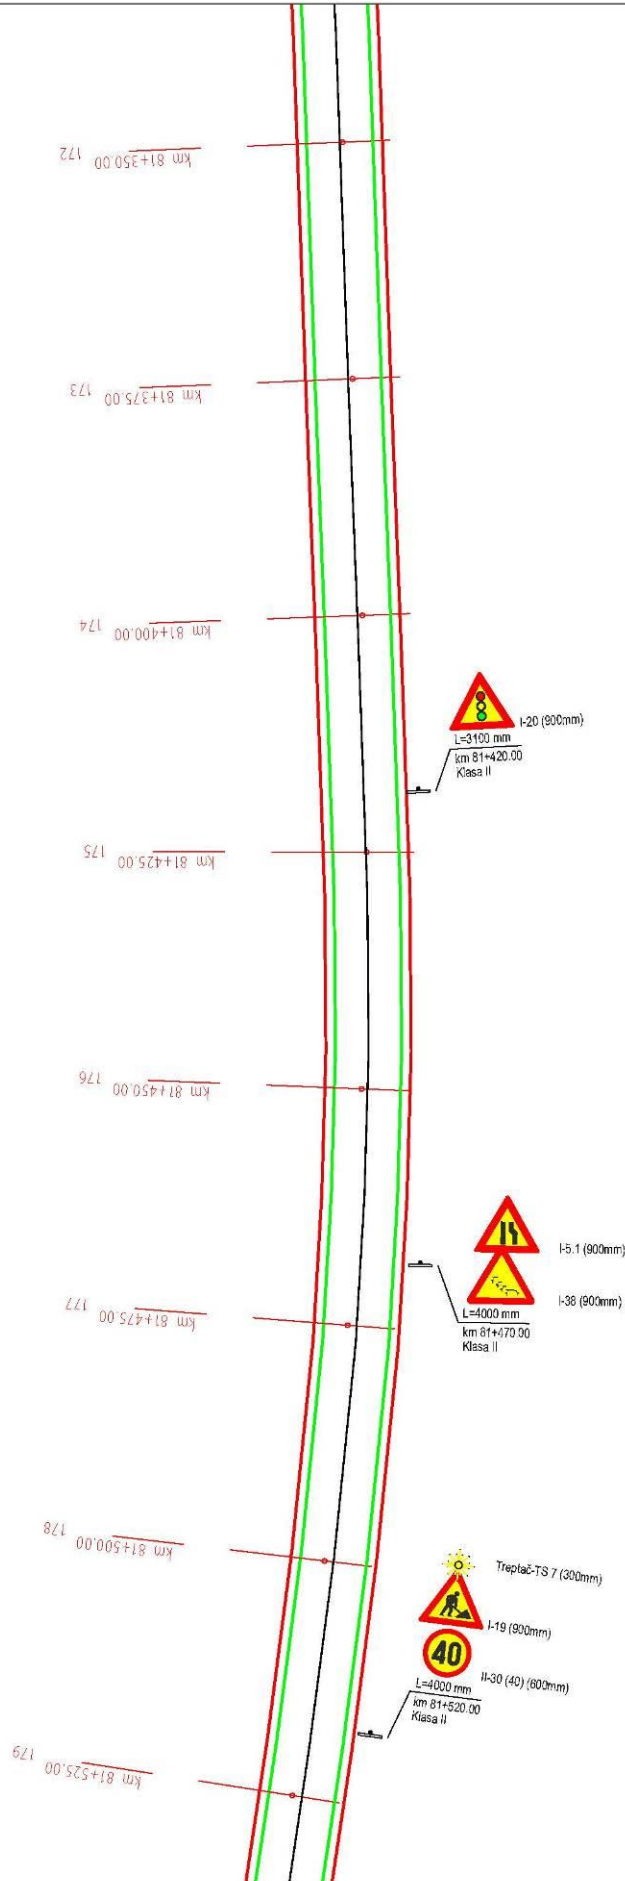 172
km 81+350.00
173
km 81+375.00
174
km 81+400.00
I-20 (900mm)
L=3100 mm
km 81+420.00
Klasa II
175
km 81+425.00
176
km 81+450.00
I-5.1 (900mm)
I-38 (900mm)
L=4000 mm
km 81+470.00
Klasa II
177
km 81+475.00
178
km 81+500.00
Treptač-TS 7 (300mm)
I-19 (900mm)
40
II-30 (40) (600mm)
L=4000 mm
km 81+520.00
Klasa II
179
km 81+525.00